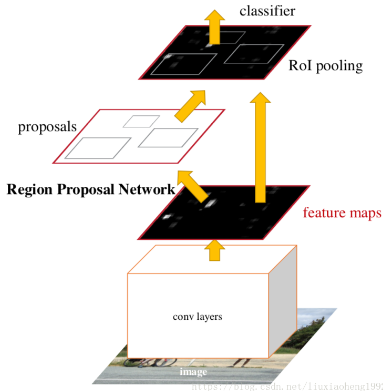 classifier
RoI pooling
proposals
Region Proposal Network
feature maps
conv layers
image